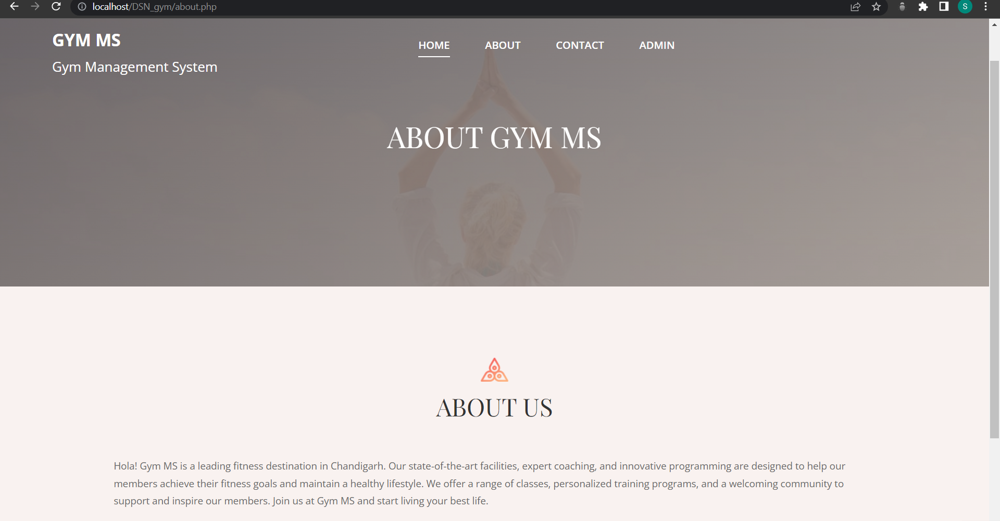 localhost/DSN_gym/about.php
S
GYM MS
HOME ABOUT CONTACT ADMIN
Gym Management System
ABOUT GYM MS
ABOUT US
Hola! Gym MS is a leading fitness destination in Chandigarh. Our state-of-the-art facilities, expert coaching, and innovative programming are designed to help our
members achieve their fitness goals and maintain a healthy lifestyle. We offer a range of classes, personalized training programs, and a welcoming community to
support and inspire our members. Join us at Gym MS and start living your best life.